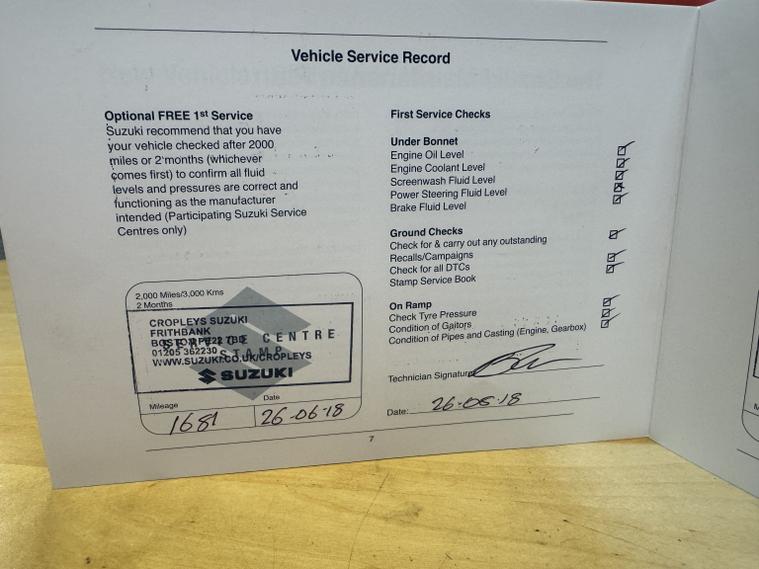 Vehicle Service Record
Optional FREE 1st Service
Suzuki recommend that you have
your vehicle checked after 2000
miles or 2 months (whichever
comes first) to confirm all fluid
levels and pressures are correct and
functioning as the manufacturer
intended (Participating Suzuki Service
Centres only)
2,000 Miles/3,000 Kms
2 Months
CROPLEYS SUZUKI
FRITHBANK
SERVICE CENTRE
STAMP
01205 362230
WWW.SUZUKI.CO.UK/CROPLEYS
SUZUKI
Mileage
Date
1681
26-06-18
First Service Checks
Under Bonnet
Engine Oil Level
Engine Coolant Level
Screenwash Fluid Level
Power Steering Fluid Level
Brake Fluid Level
Ground Checks
Check for & carry out any outstanding
Recalls/Campaigns
Check for all DTCs
Stamp Service Book
On Ramp
Check Tyre Pressure
Condition of Gaitors
Condition of Pipes and Casting (Engine, Gearbox)
Technician Signature
Date: 26-06-18
7